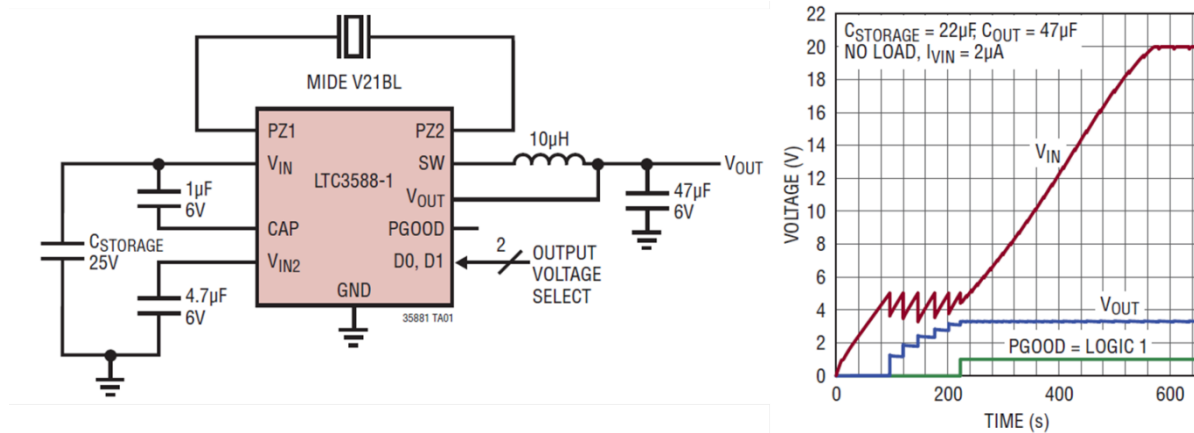 MIDE V21BL
PZ1
PZ2
VIN
SW
10µH
VOUT
LTC3588-1
VOUT
1µF
6V
47µF
6V
CAP
PGOOD
CSTORAGE
25V
VIN2
D0, D1
2
OUTPUT
VOLTAGE
SELECT
4.7µF
6V
GND
35881 TA01
CSTORAGE = 22µF, COUT = 47µF
NO LOAD, IVIN = 2µA
VIN
VOUT
PGOOD = LOGIC 1
VOLTAGE (V)
22
20
18
16
14
12
10
8
6
4
2
0
0
200
400
600
TIME (s)